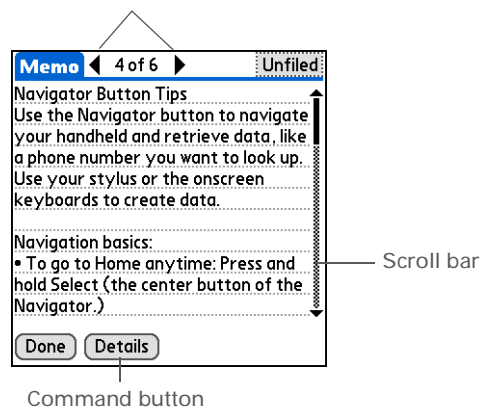 Memo 4 of 6 Unfiled
Navigator Button Tips
Use the Navigator button to navigate
your handheld and retrieve data, like
a phone number you want to look up.
Use your stylus or the onscreen
keyboards to create data.
Navigation basics:
• To go to Home anytime: Press and
hold Select (the center button of the
Navigator.)
Scroll bar
Done Details
Command button